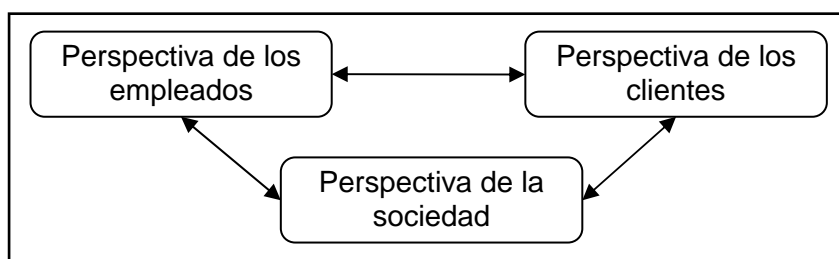 Perspectiva de los
empleados
Perspectiva de los
clientes
Perspectiva de la
sociedad